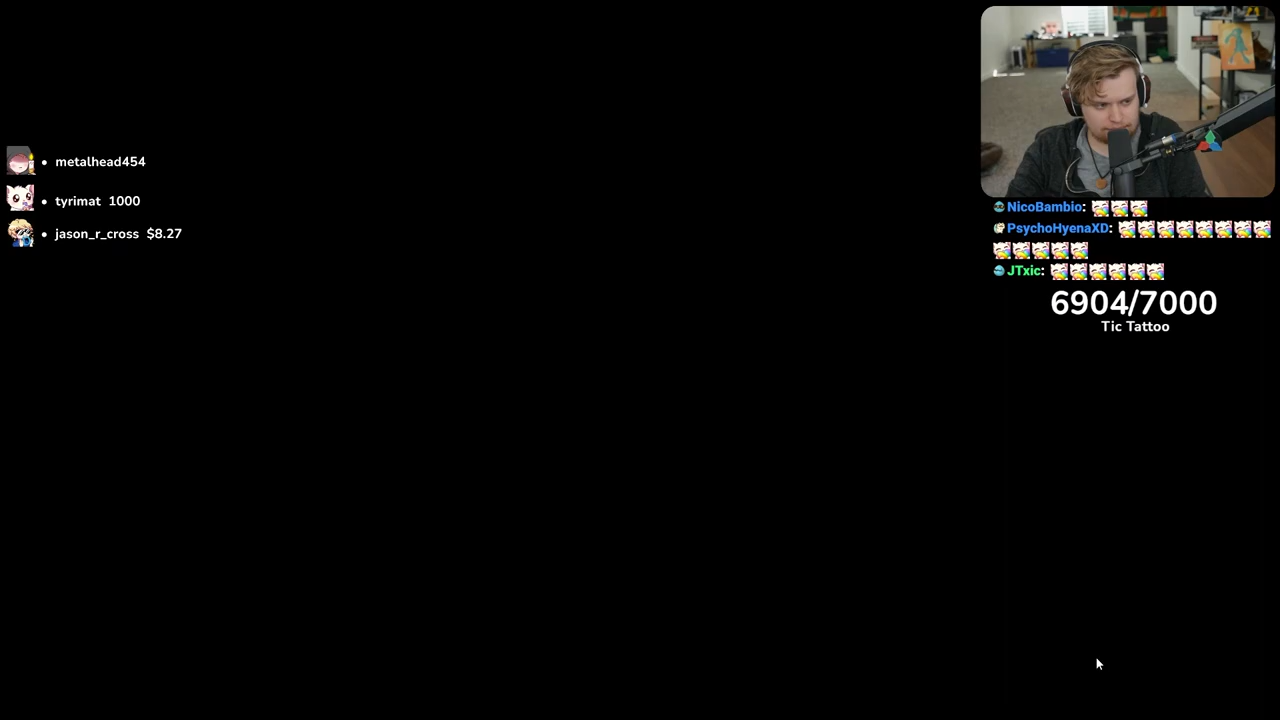 metalhead454
tyrimat 1000
jason_r_cross $8.27
NicoBambio:
PsychoHyenaXD:
JTxic:
6904/7000
Tic Tattoo